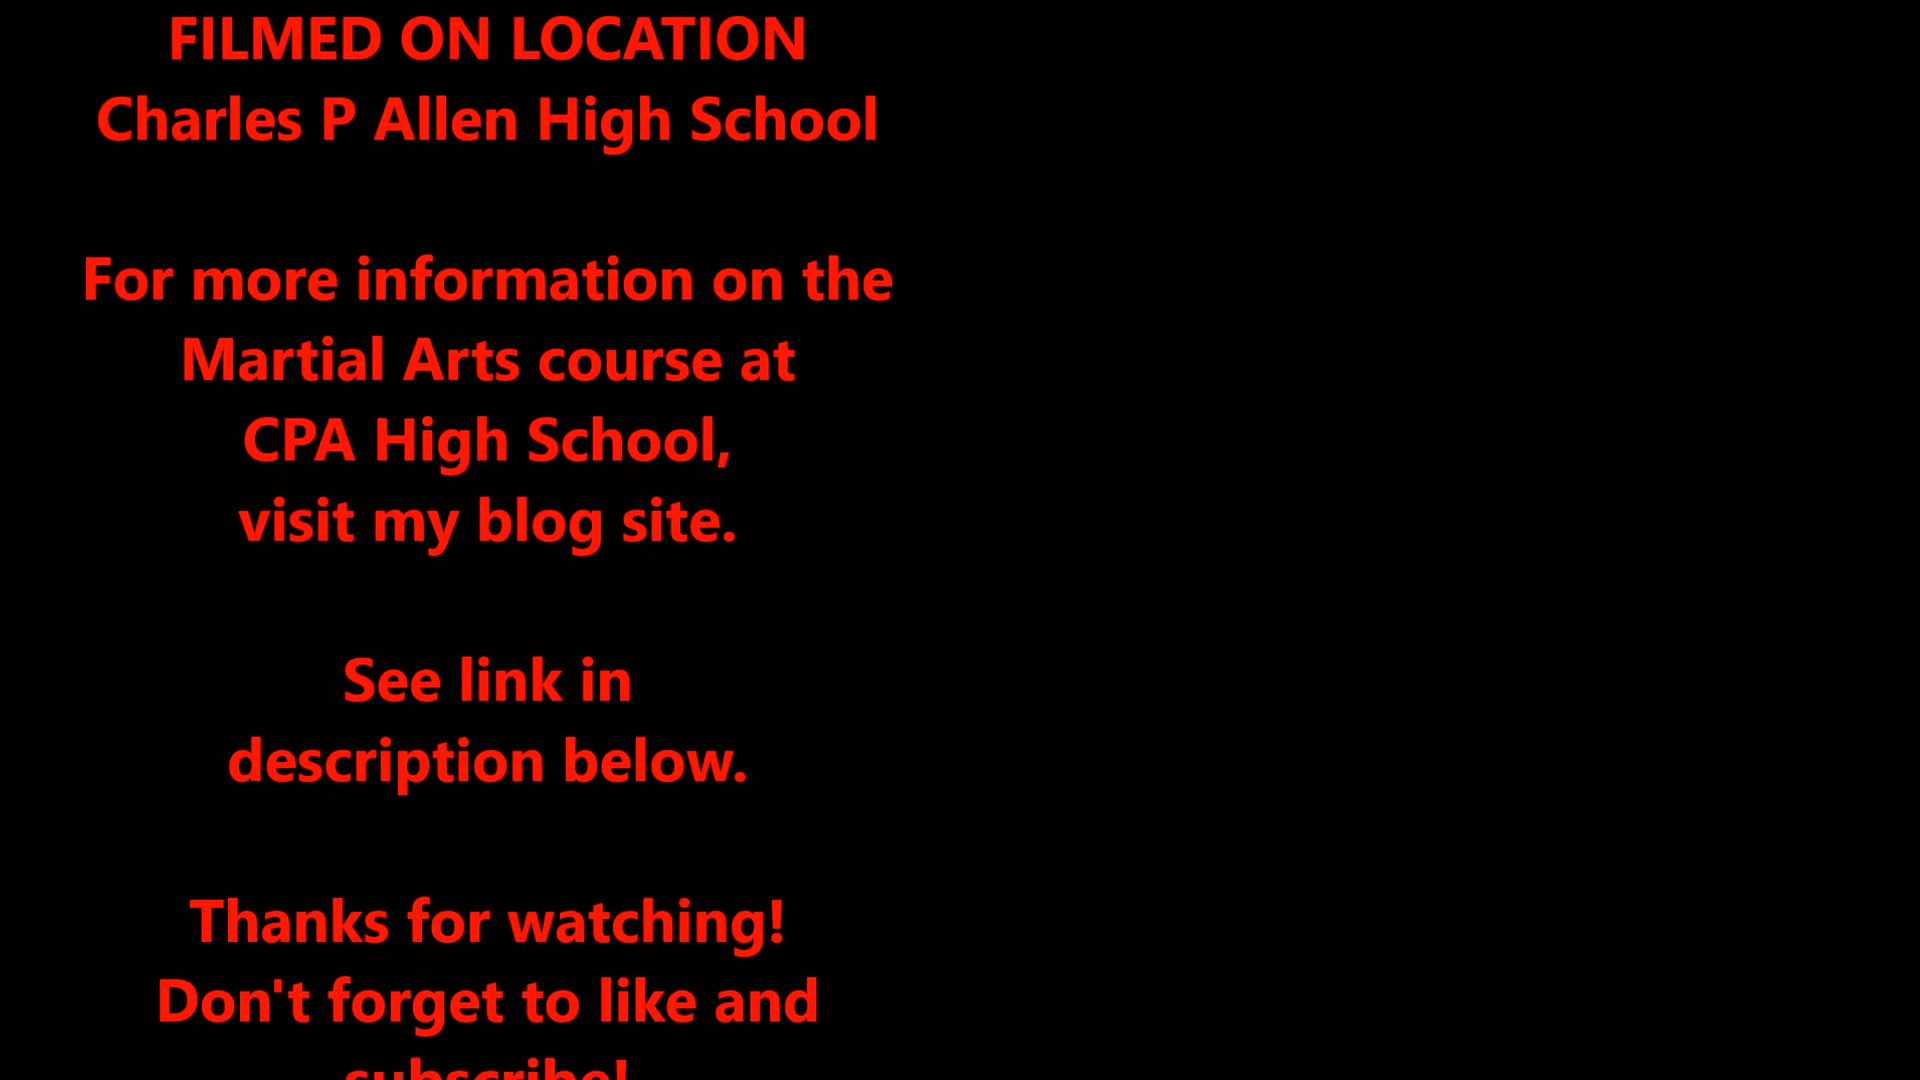 FILMED ON LOCATION
Charles P Allen High School
For more information on the
Martial Arts course at
CPA High School,
visit my blog site.
See link in
description below.
Thanks for watching!
Don't forget to like and
subscribe!